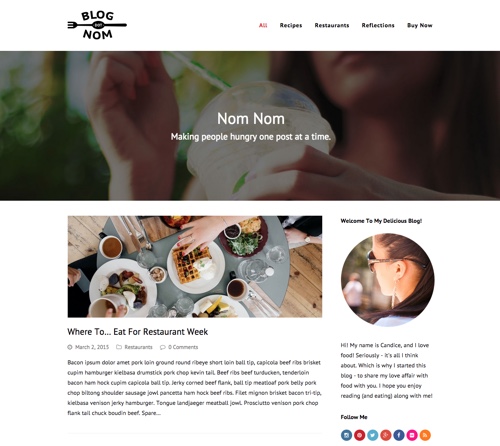 BLOG
NOM
All Recipes Restaurants Reflections Buy Now
Nom Nom
Making people hungry one post at a time.
Where To... Eat For Restaurant Week
March 2, 2015 Restaurants 0 Comments
Bacon ipsum dolor amet pork loin ground round ribeye short loin ball tip, capicola beef ribs brisket
cupim hamburger kielbasa drumstick pork chop kevin tail. Beef ribs beef turducken, tenderloin
bacon ham hock cupim capicola ball tip. Jerky corned beef flank, ball tip meatloaf pork belly pork
chop biltong shoulder sausage jowl pancetta ham hock beef ribs. Filet mignon brisket bacon tri-tip,
kielbasa venison jerky hamburger. Tongue landjaeger meatball jowl. Prosciutto venison pork chop
flank tail chuck boudin beef. Spare...
Welcome To My Delicious Blog!
Hi! My name is Candice, and I love
food! Seriously - it's all I think
about. Which is why I started this
blog - to share my love affair with
food with you. I hope you enjoy
reading (and eating) along with me!
Follow Me